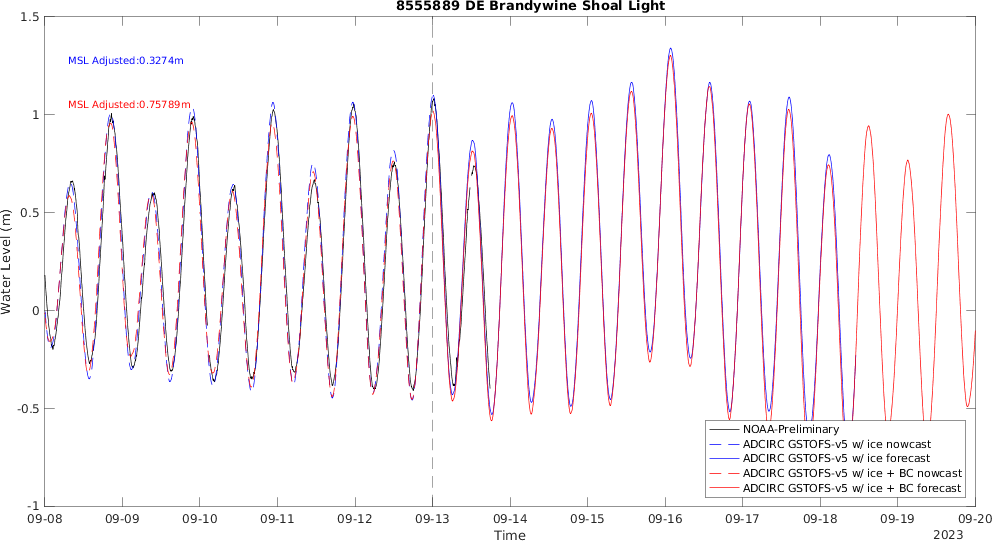 8555889 DE Brandywine Shoal Light
1.5
1
0.5
0
-0.5
-1
Water Level (m)
MSL Adjusted:0.3274m
MSL Adjusted:0.75789m
NOAA-Preliminary
ADCIRC GSTOFS-v5 w/ ice nowcast
ADCIRC GSTOFS-v5 w/ ice forecast
ADCIRC GSTOFS-v5 w/ ice + BC nowcast
ADCIRC GSTOFS-v5 w/ ice + BC forecast
09-08 09-09 09-10 09-11 09-12 09-13 09-14 09-15 09-16 09-17 09-18 09-19 09-20
Time
2023